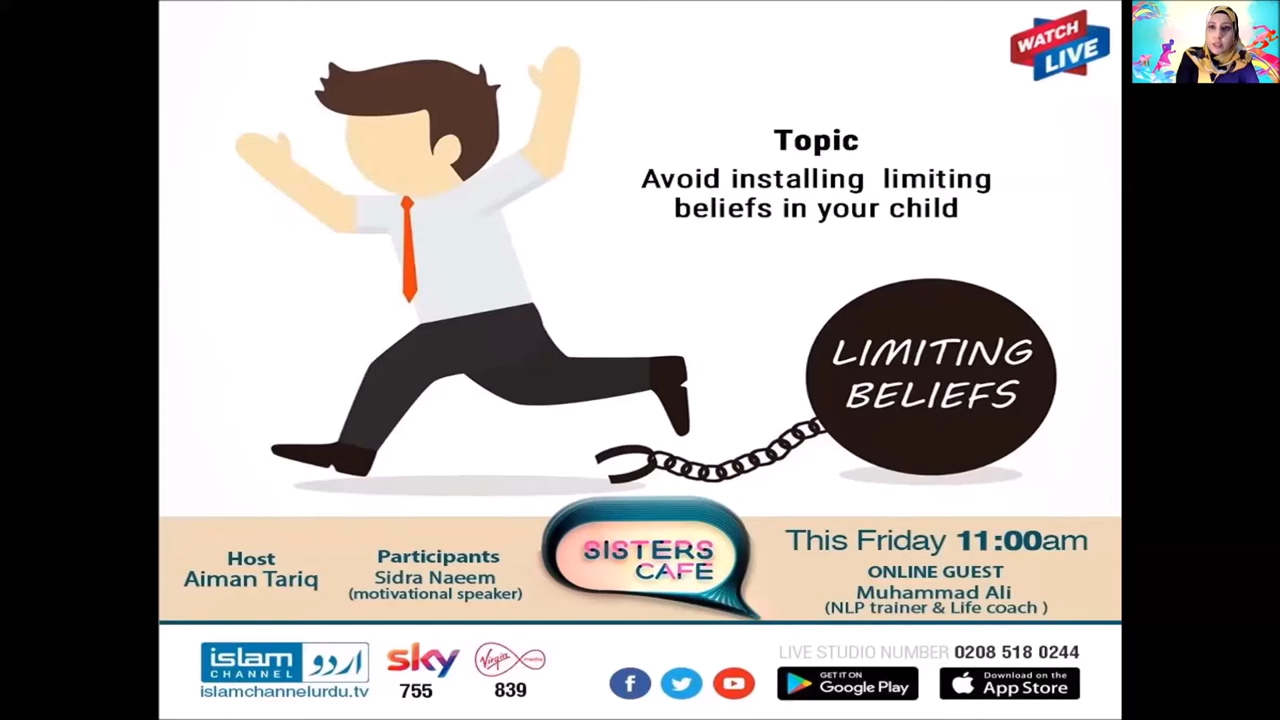 WATCH
LIVE
Topic
Avoid installing limiting
beliefs in your child
LIMITING
BELIEFS
Host
Aiman Tariq
Participants
Sidra Naeem
(motivational speaker)
SISTERS
CAFE
This Friday 11:00am
ONLINE GUEST
Muhammad Ali
(NLP trainer & Life coach )
islam
CHANNEL
اردو
islamchannelurdu.tv
sky
755
Virgin
media
839
LIVE STUDIO NUMBER 0208 518 0244
GET IT ON
Google Play
Download on the
App Store